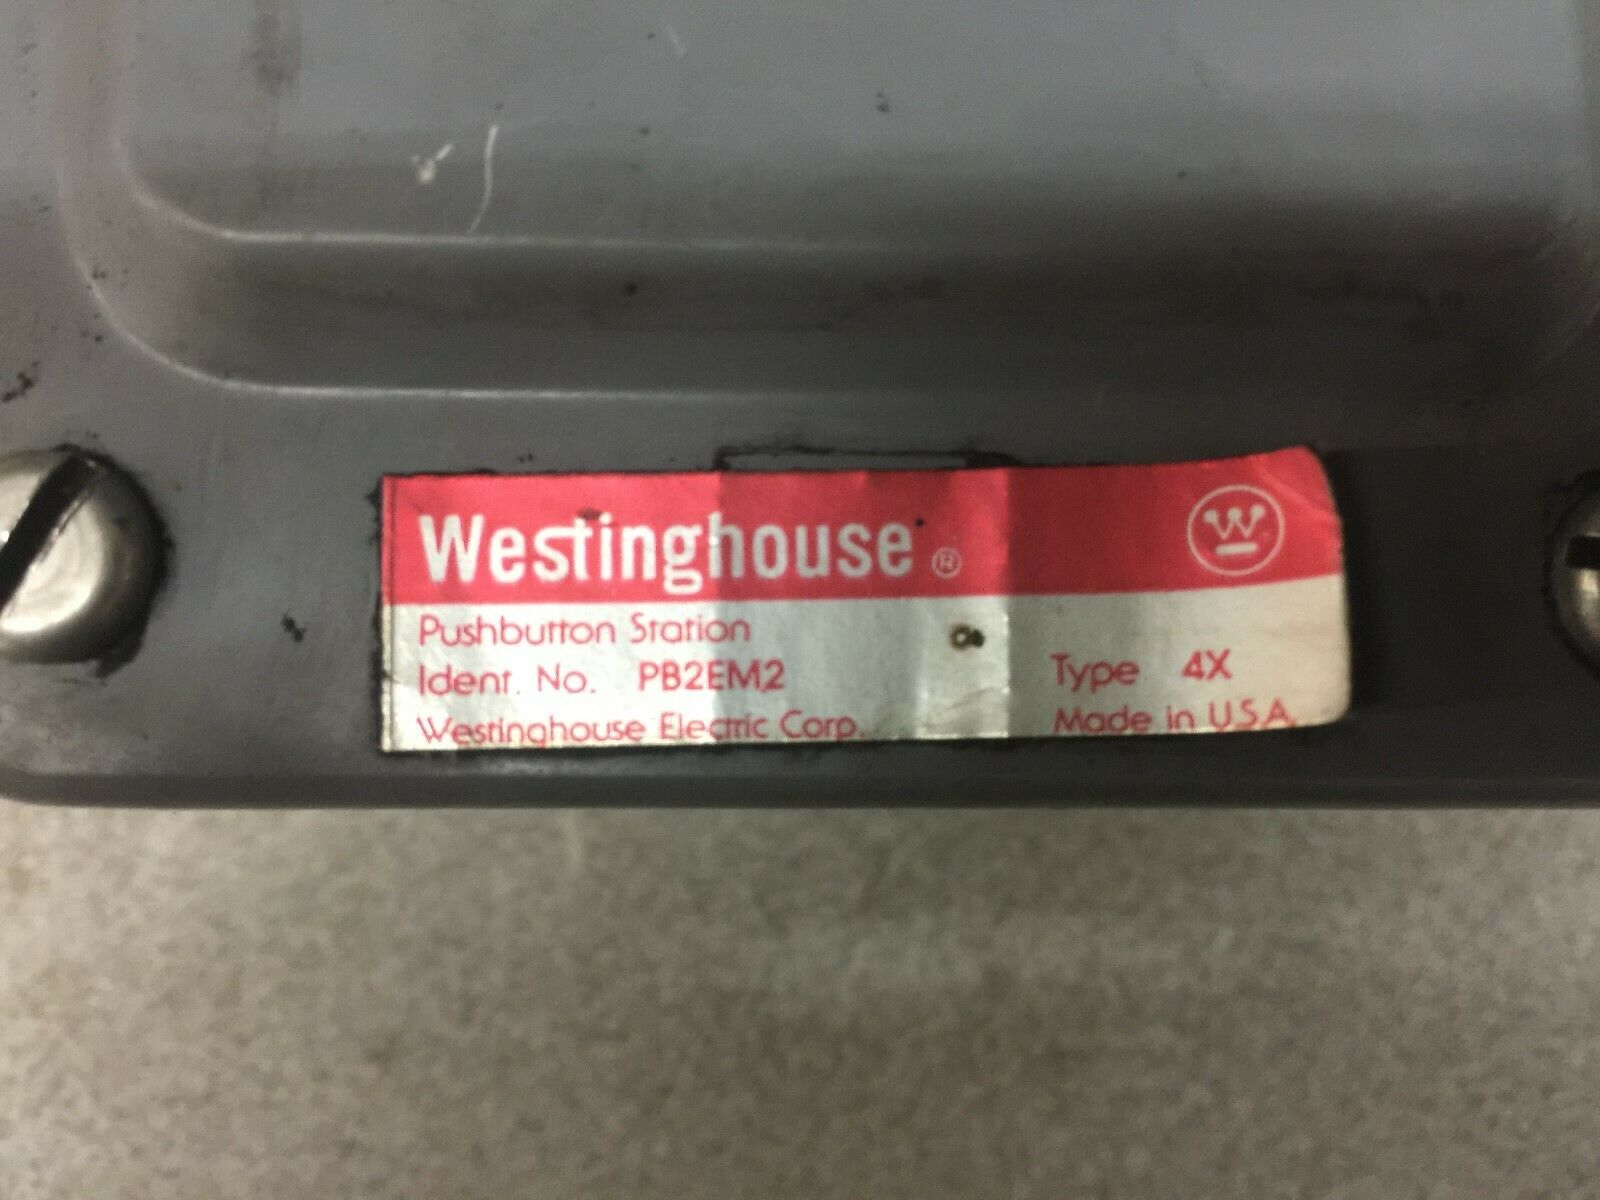 Westinghouse ®
W
Pushbutton Station
Ident. No. PB2EM2 Type 4X
Westinghouse Electric Corp. Made in U.S.A.